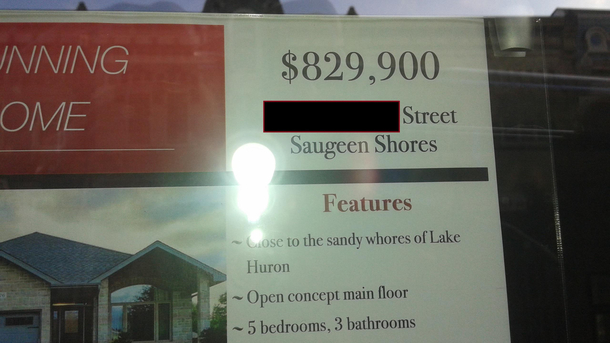 UNNING
OME
$829,900
Street
Saugeen Shores
Features
~ Close to the sandy whores of Lake
Huron
~ Open concept main floor
~ 5 bedrooms, 3 bathrooms